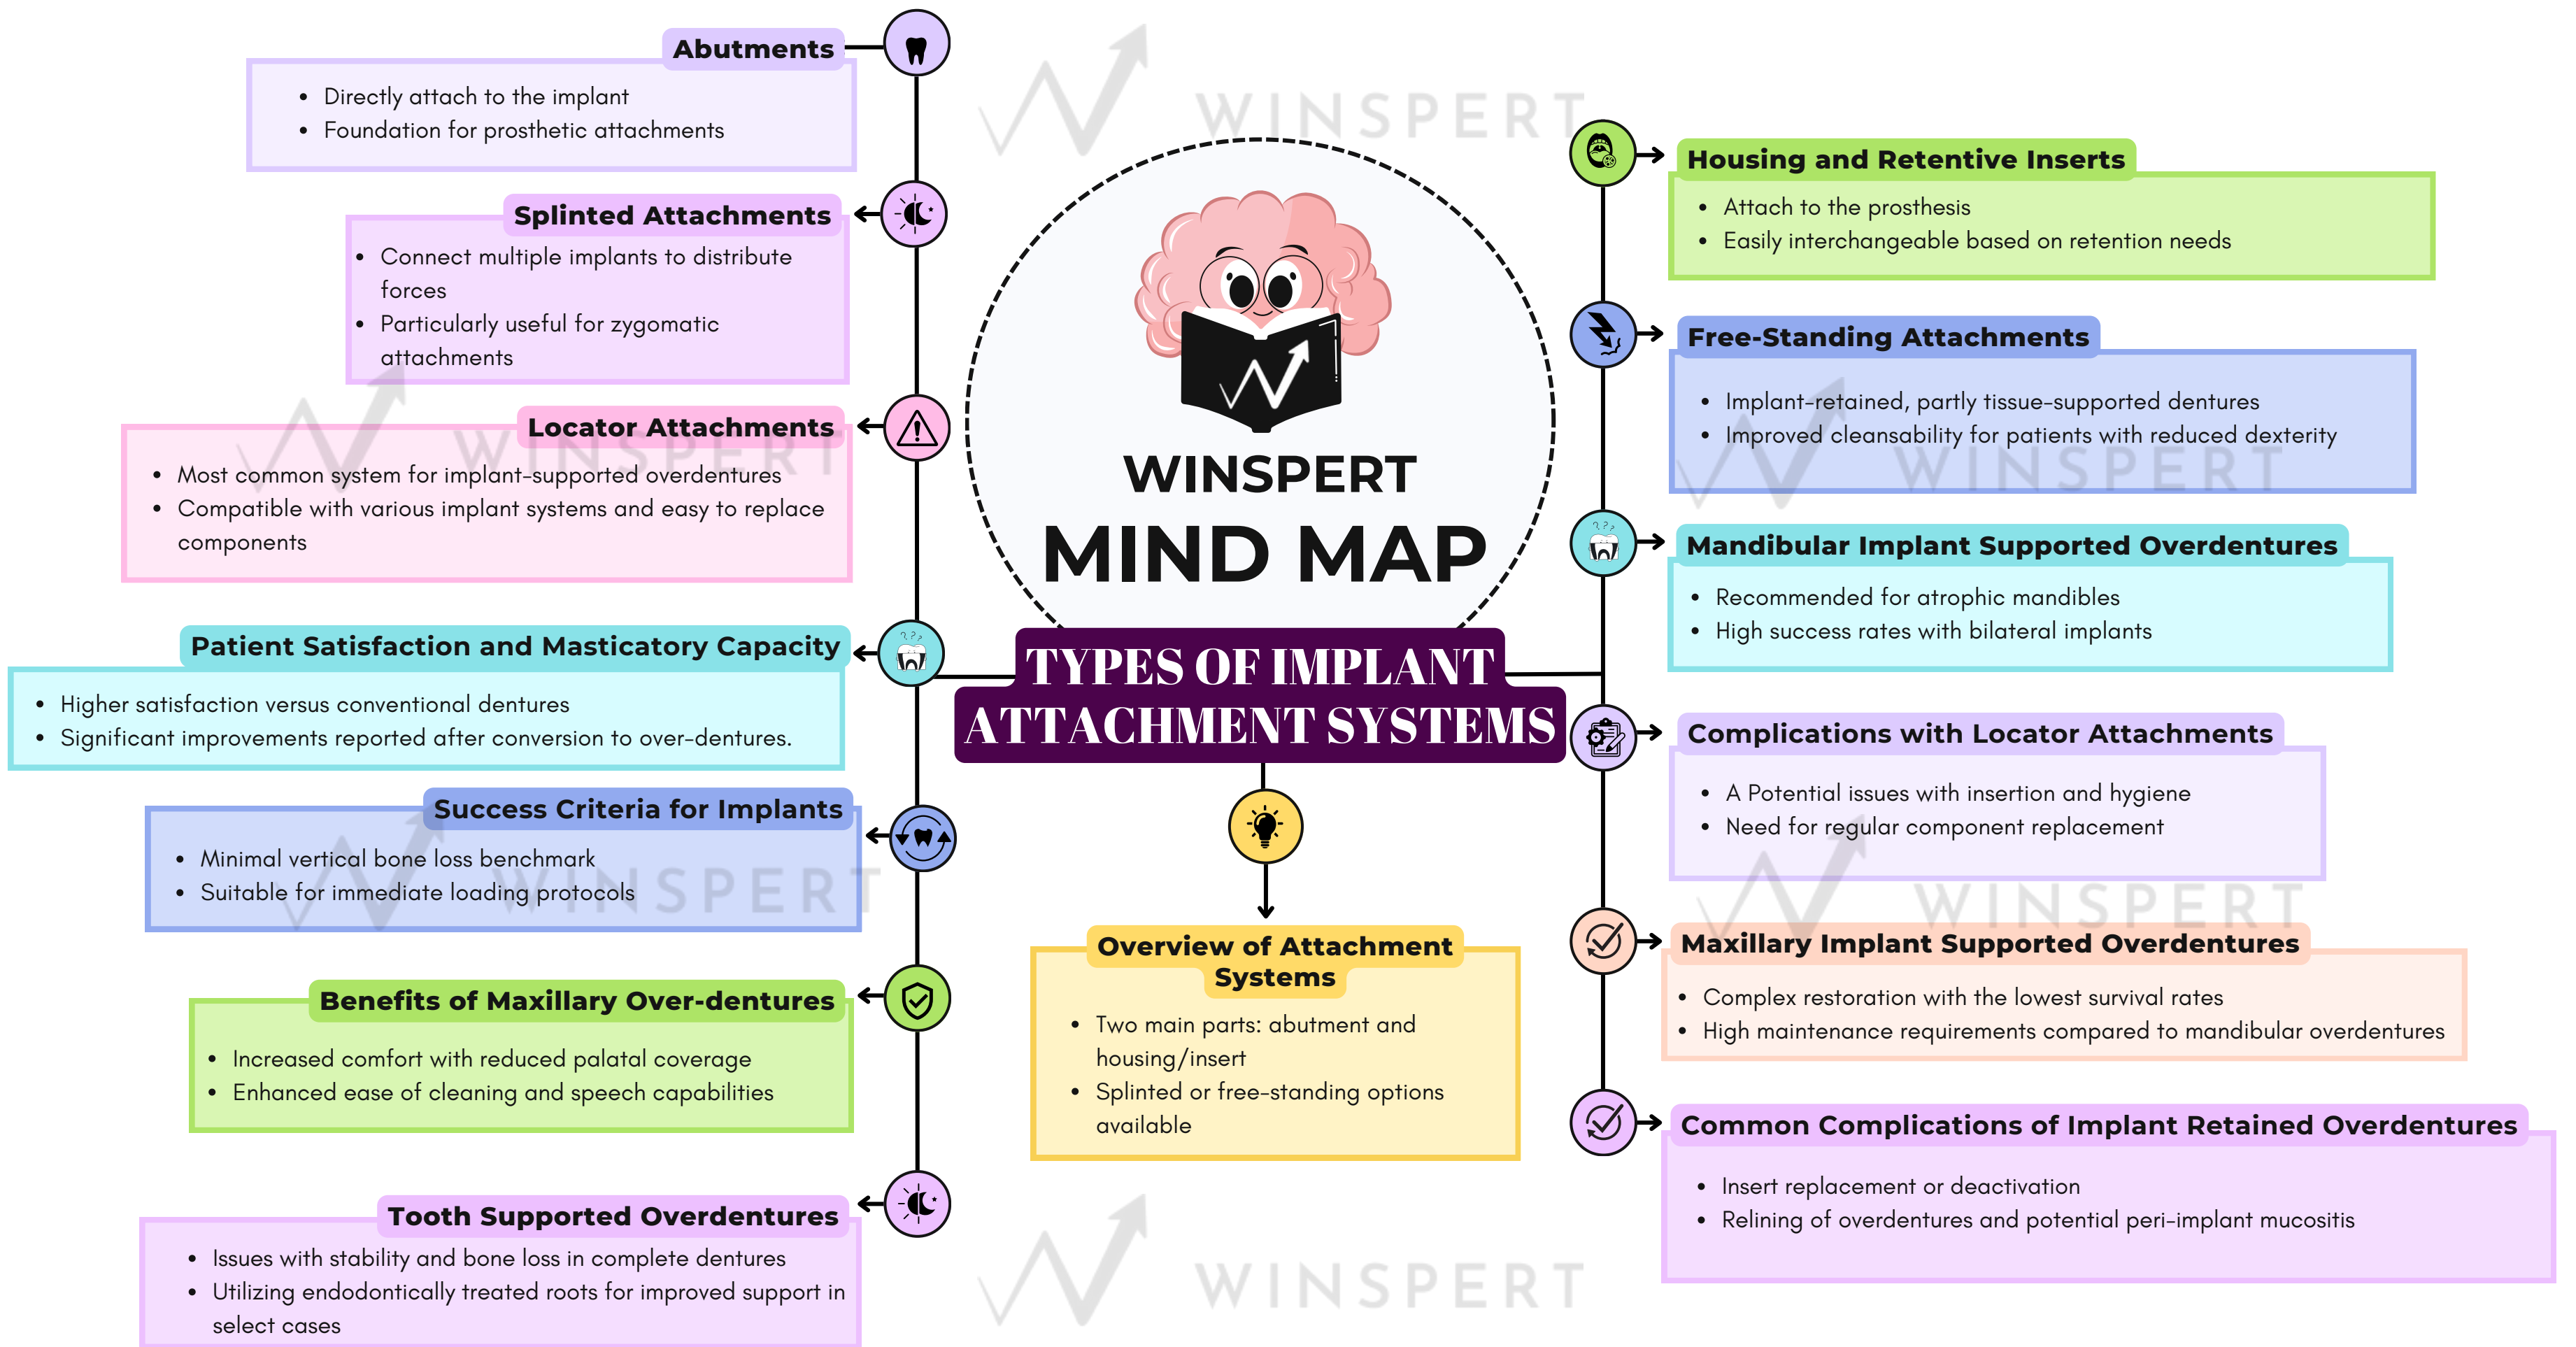 WINSPERT
MIND MAP
TYPES OF IMPLANT
ATTACHMENT SYSTEMS
Abutments
• Directly attach to the implant
• Foundation for prosthetic attachments
Splinted Attachments
• Connect multiple implants to distribute
forces
• Particularly useful for zygomatic
attachments
Locator Attachments
• Most common system for implant-supported overdentures
• Compatible with various implant systems and easy to replace
components
Patient Satisfaction and Masticatory Capacity
• Higher satisfaction versus conventional dentures
• Significant improvements reported after conversion to over-dentures.
Success Criteria for Implants
• Minimal vertical bone loss benchmark
• Suitable for immediate loading protocols
Benefits of Maxillary Over-dentures
• Increased comfort with reduced palatal coverage
• Enhanced ease of cleaning and speech capabilities
Tooth Supported Overdentures
• Issues with stability and bone loss in complete dentures
• Utilizing endodontically treated roots for improved support in
select cases
Overview of Attachment
Systems
• Two main parts: abutment and
housing/insert
• Splinted or free-standing options
available
Housing and Retentive Inserts
• Attach to the prosthesis
• Easily interchangeable based on retention needs
Free-Standing Attachments
• Implant-retained, partly tissue-supported dentures
• Improved cleansability for patients with reduced dexterity
Mandibular Implant Supported Overdentures
• Recommended for atrophic mandibles
• High success rates with bilateral implants
Complications with Locator Attachments
• A Potential issues with insertion and hygiene
• Need for regular component replacement
Maxillary Implant Supported Overdentures
• Complex restoration with the lowest survival rates
• High maintenance requirements compared to mandibular overdentures
Common Complications of Implant Retained Overdentures
• Insert replacement or deactivation
• Relining of overdentures and potential peri-implant mucositis
WINSPERT
WINSPERT
WINSPERT
WINSPERT
WINSPERT
WINSPERT